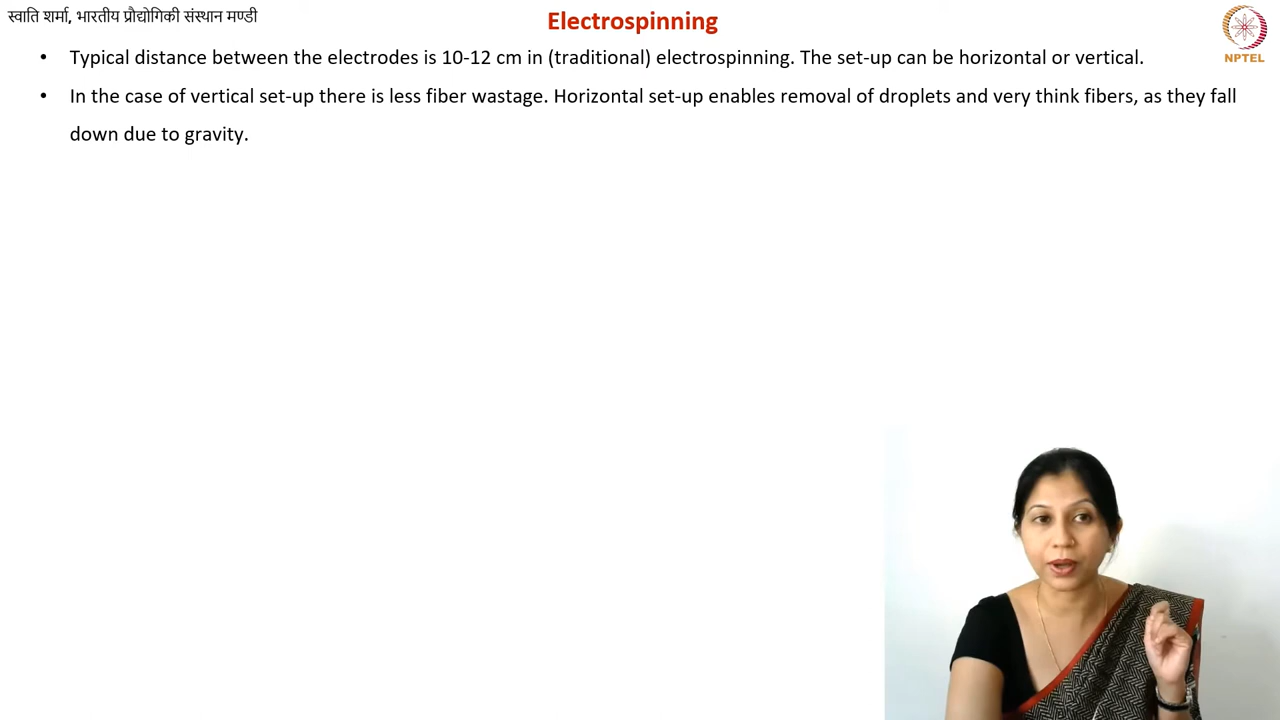 स्वाति शर्मा, भारतीय प्रौद्योगिकी संस्थान मण्डी
Electrospinning
NPTEL
• Typical distance between the electrodes is 10-12 cm in (traditional) electrospinning. The set-up can be horizontal or vertical.
• In the case of vertical set-up there is less fiber wastage. Horizontal set-up enables removal of droplets and very think fibers, as they fall
down due to gravity.